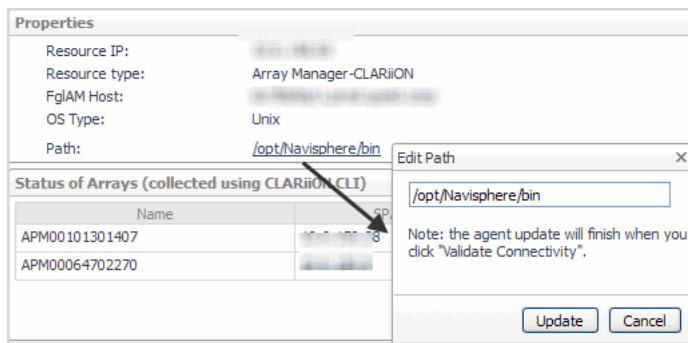 Properties
Resource IP:
Resource type: Array Manager-CLARiiON
FglAM Host:
OS Type: Unix
Path: /opt/Navisphere/bin
Status of Arrays (collected using CLARiiON CLI)
Name SP
APM00101301407
APM00064702270
Edit Path X
/opt/Navisphere/bin
Note: the agent update will finish when you
click "Validate Connectivity".
Update Cancel